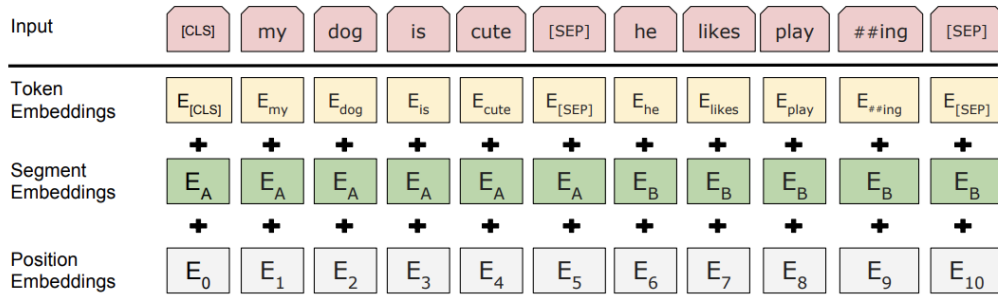 Input [CLS] my dog is cute [SEP] he likes play ##ing [SEP]
Token Embeddings E[CLS] Emy Edog Eis Ecute E[SEP] Ehe Elikes Eplay E##ing E[SEP]
+ + + + + + + + + + +
Segment Embeddings EA EA EA EA EA EA EB EB EB EB EB
+ + + + + + + + + + +
Position Embeddings E0 E1 E2 E3 E4 E5 E6 E7 E8 E9 E10